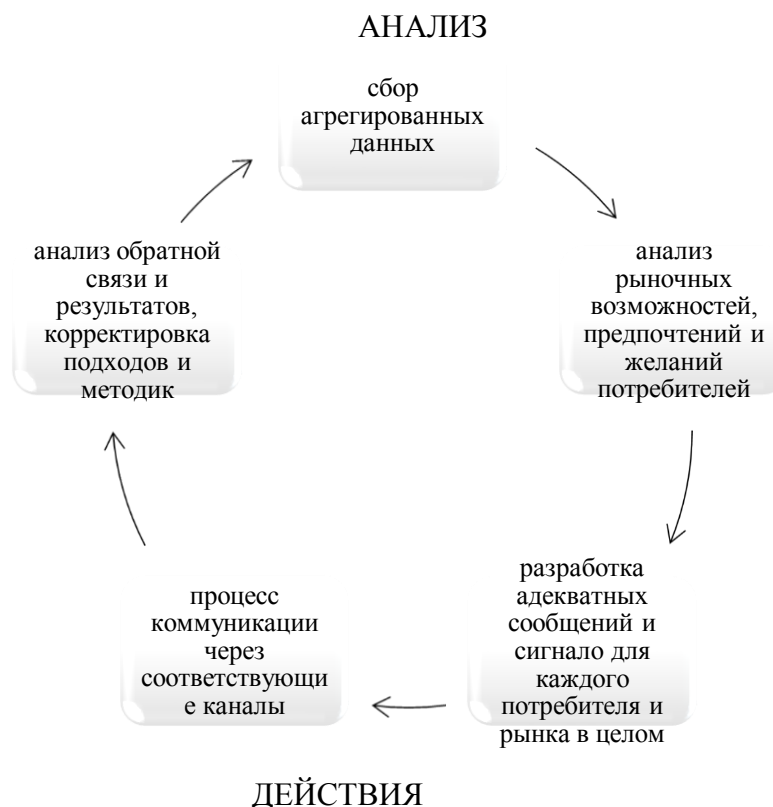 АНАЛИЗ
сбор
агрегированных
данных
анализ
рыночных
возможностей,
предпочтений и
желаний
потребителей
разработка
адекватных
сообщений и
сигнало для
каждого
потребителя и
рынка в целом
процесс
коммуникации
через
соответствующи
е каналы
анализ обратной
связи и
результатов,
корректировка
подходов и
методик
ДЕЙСТВИЯ